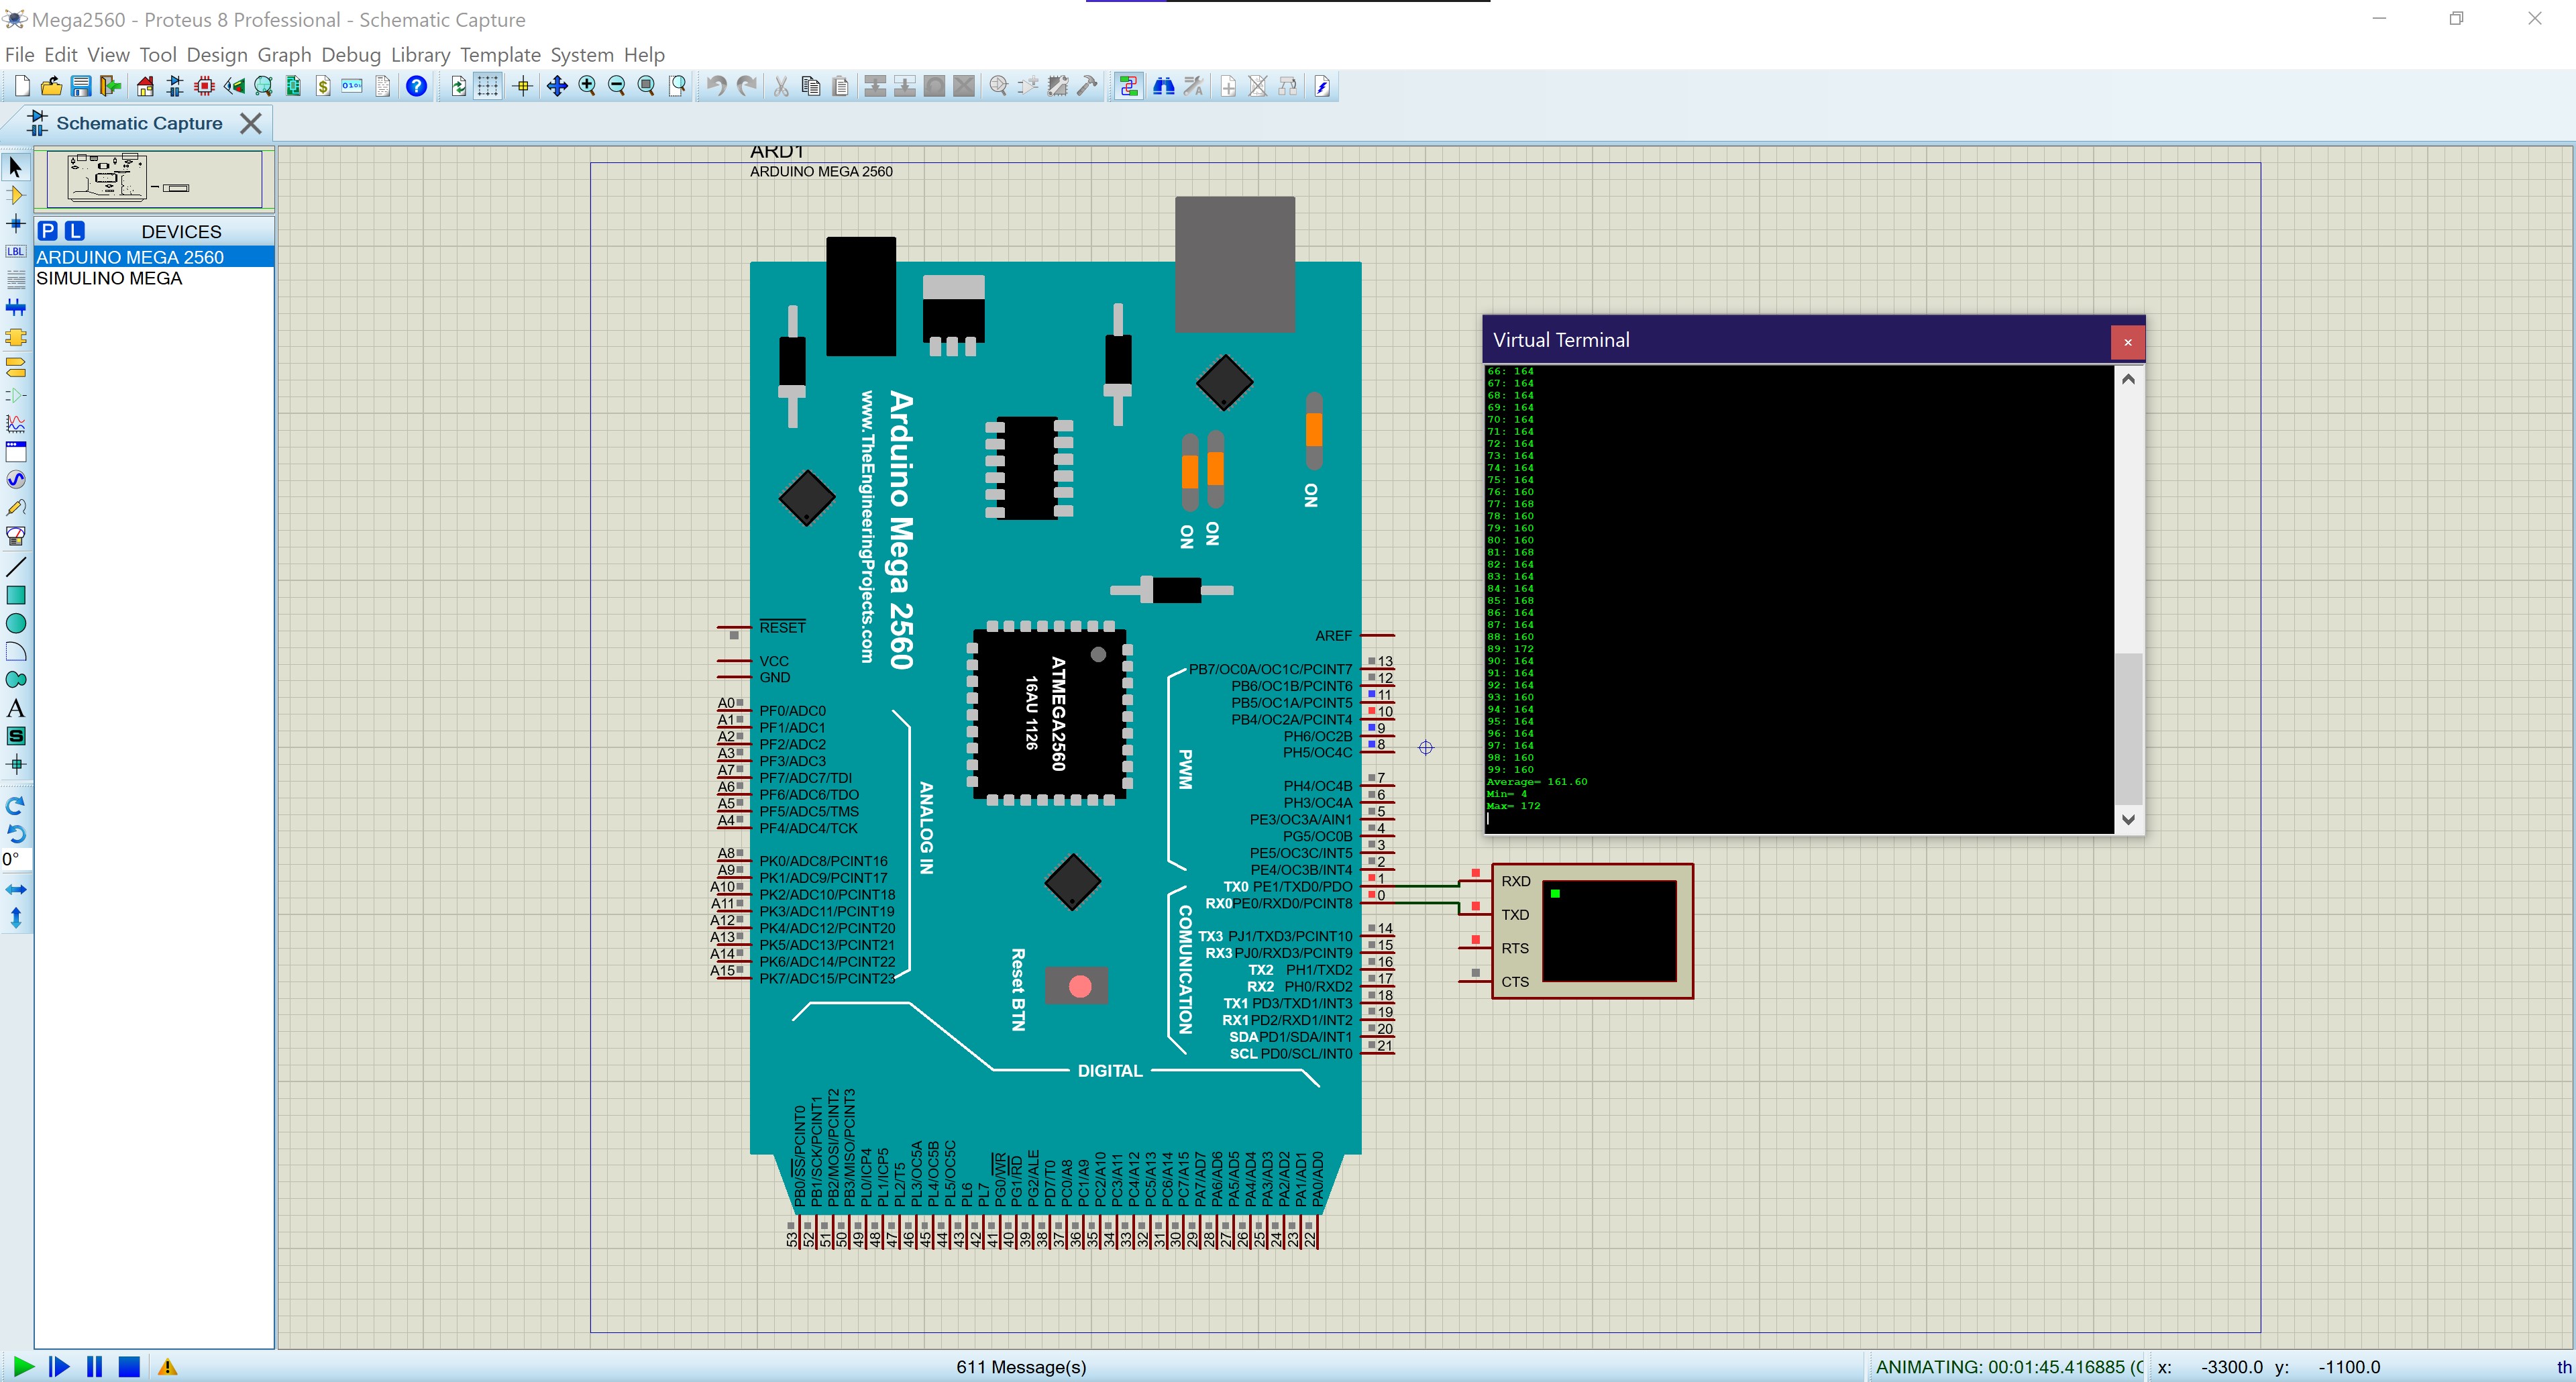 Mega2560 - Proteus 8 Professional - Schematic Capture
File Edit View Tool Design Graph Debug Library Template System Help
Schematic Capture
P L DEVICES
ARDUINO MEGA 2560
SIMULINO MEGA
LBL
A
S
0°
ARD1
ARDUINO MEGA 2560
Arduino Mega 2560
www.TheEngineeringProjects.com
ON
ON
ON
ATMEGA2560
16AU 1126
RESET
VCC
GND
A0 PF0/ADC0
A1 PF1/ADC1
A2 PF2/ADC2
A3 PF3/ADC3
A7 PF7/ADC7/TDI
A6 PF6/ADC6/TDO
A5 PF5/ADC5/TMS
A4 PF4/ADC4/TCK
A8 PK0/ADC8/PCINT16
A9 PK1/ADC9/PCINT17
A10 PK2/ADC10/PCINT18
A11 PK3/ADC11/PCINT19
A12 PK4/ADC12/PCINT20
A13 PK5/ADC13/PCINT21
A14 PK6/ADC14/PCINT22
A15 PK7/ADC15/PCINT23
ANALOG IN
AREF
PB7/OC0A/OC1C/PCINT7 13
PB6/OC1B/PCINT6 12
PB5/OC1A/PCINT5 11
PB4/OC2A/PCINT4 10
PH6/OC2B 9
PH5/OC4C 8
PH4/OC4B 7
PH3/OC4A 6
PE3/OC3A/AIN1 5
PG5/OC0B 4
PE5/OC3C/INT5 3
PE4/OC3B/INT4 2
TX0 PE1/TXD0/PDO 1
RX0PE0/RXD0/PCINT8 0
PWM
TX3 PJ1/TXD3/PCINT10 14
RX3 PJ0/RXD3/PCINT9 15
TX2 PH1/TXD2 16
RX2 PH0/RXD2 17
TX1 PD3/TXD1/INT3 18
RX1 PD2/RXD1/INT2 19
SDA PD1/SDA/INT1 20
SCL PD0/SCL/INT0 21
COMUNICATION
Reset BTN
DIGITAL
PB0/SS/PCINT0
PB1/SCK/PCINT1
PB2/MOSI/PCINT2
PB3/MISO/PCINT3
PL0/ICP4
PL1/ICP5
PL2/T5
PL3/OC5A
PL4/OC5B
PL5/OC5C
PL6
PL7
PG0/WR
PG1/RD
PG2/ALE
PD7/T0
PC0/A8
PC1/A9
PC2/A10
PC3/A11
PC4/A12
PC5/A13
PC6/A14
PC7/A15
PA7/AD7
PA6/AD6
PA5/AD5
PA4/AD4
PA3/AD3
PA2/AD2
PA1/AD1
PA0/AD0
53 52 51 50 49 48 47 46 45 44 43 42 41 40 39 38 37 36 35 34 33 32 31 30 29 28 27 26 25 24 23 22
Virtual Terminal
66: 164
67: 164
68: 164
69: 164
70: 164
71: 164
72: 164
73: 164
74: 164
75: 164
76: 160
77: 168
78: 160
79: 160
80: 160
81: 168
82: 164
83: 164
84: 164
85: 168
86: 164
87: 164
88: 160
89: 172
90: 164
91: 164
92: 164
93: 160
94: 164
95: 164
96: 164
97: 164
98: 160
99: 160
Average= 161.60
Min= 4
Max= 172
RXD
TXD
RTS
CTS
611 Message(s)
ANIMATING: 00:01:45.416885 (C
x: -3300.0 y: -1100.0 th